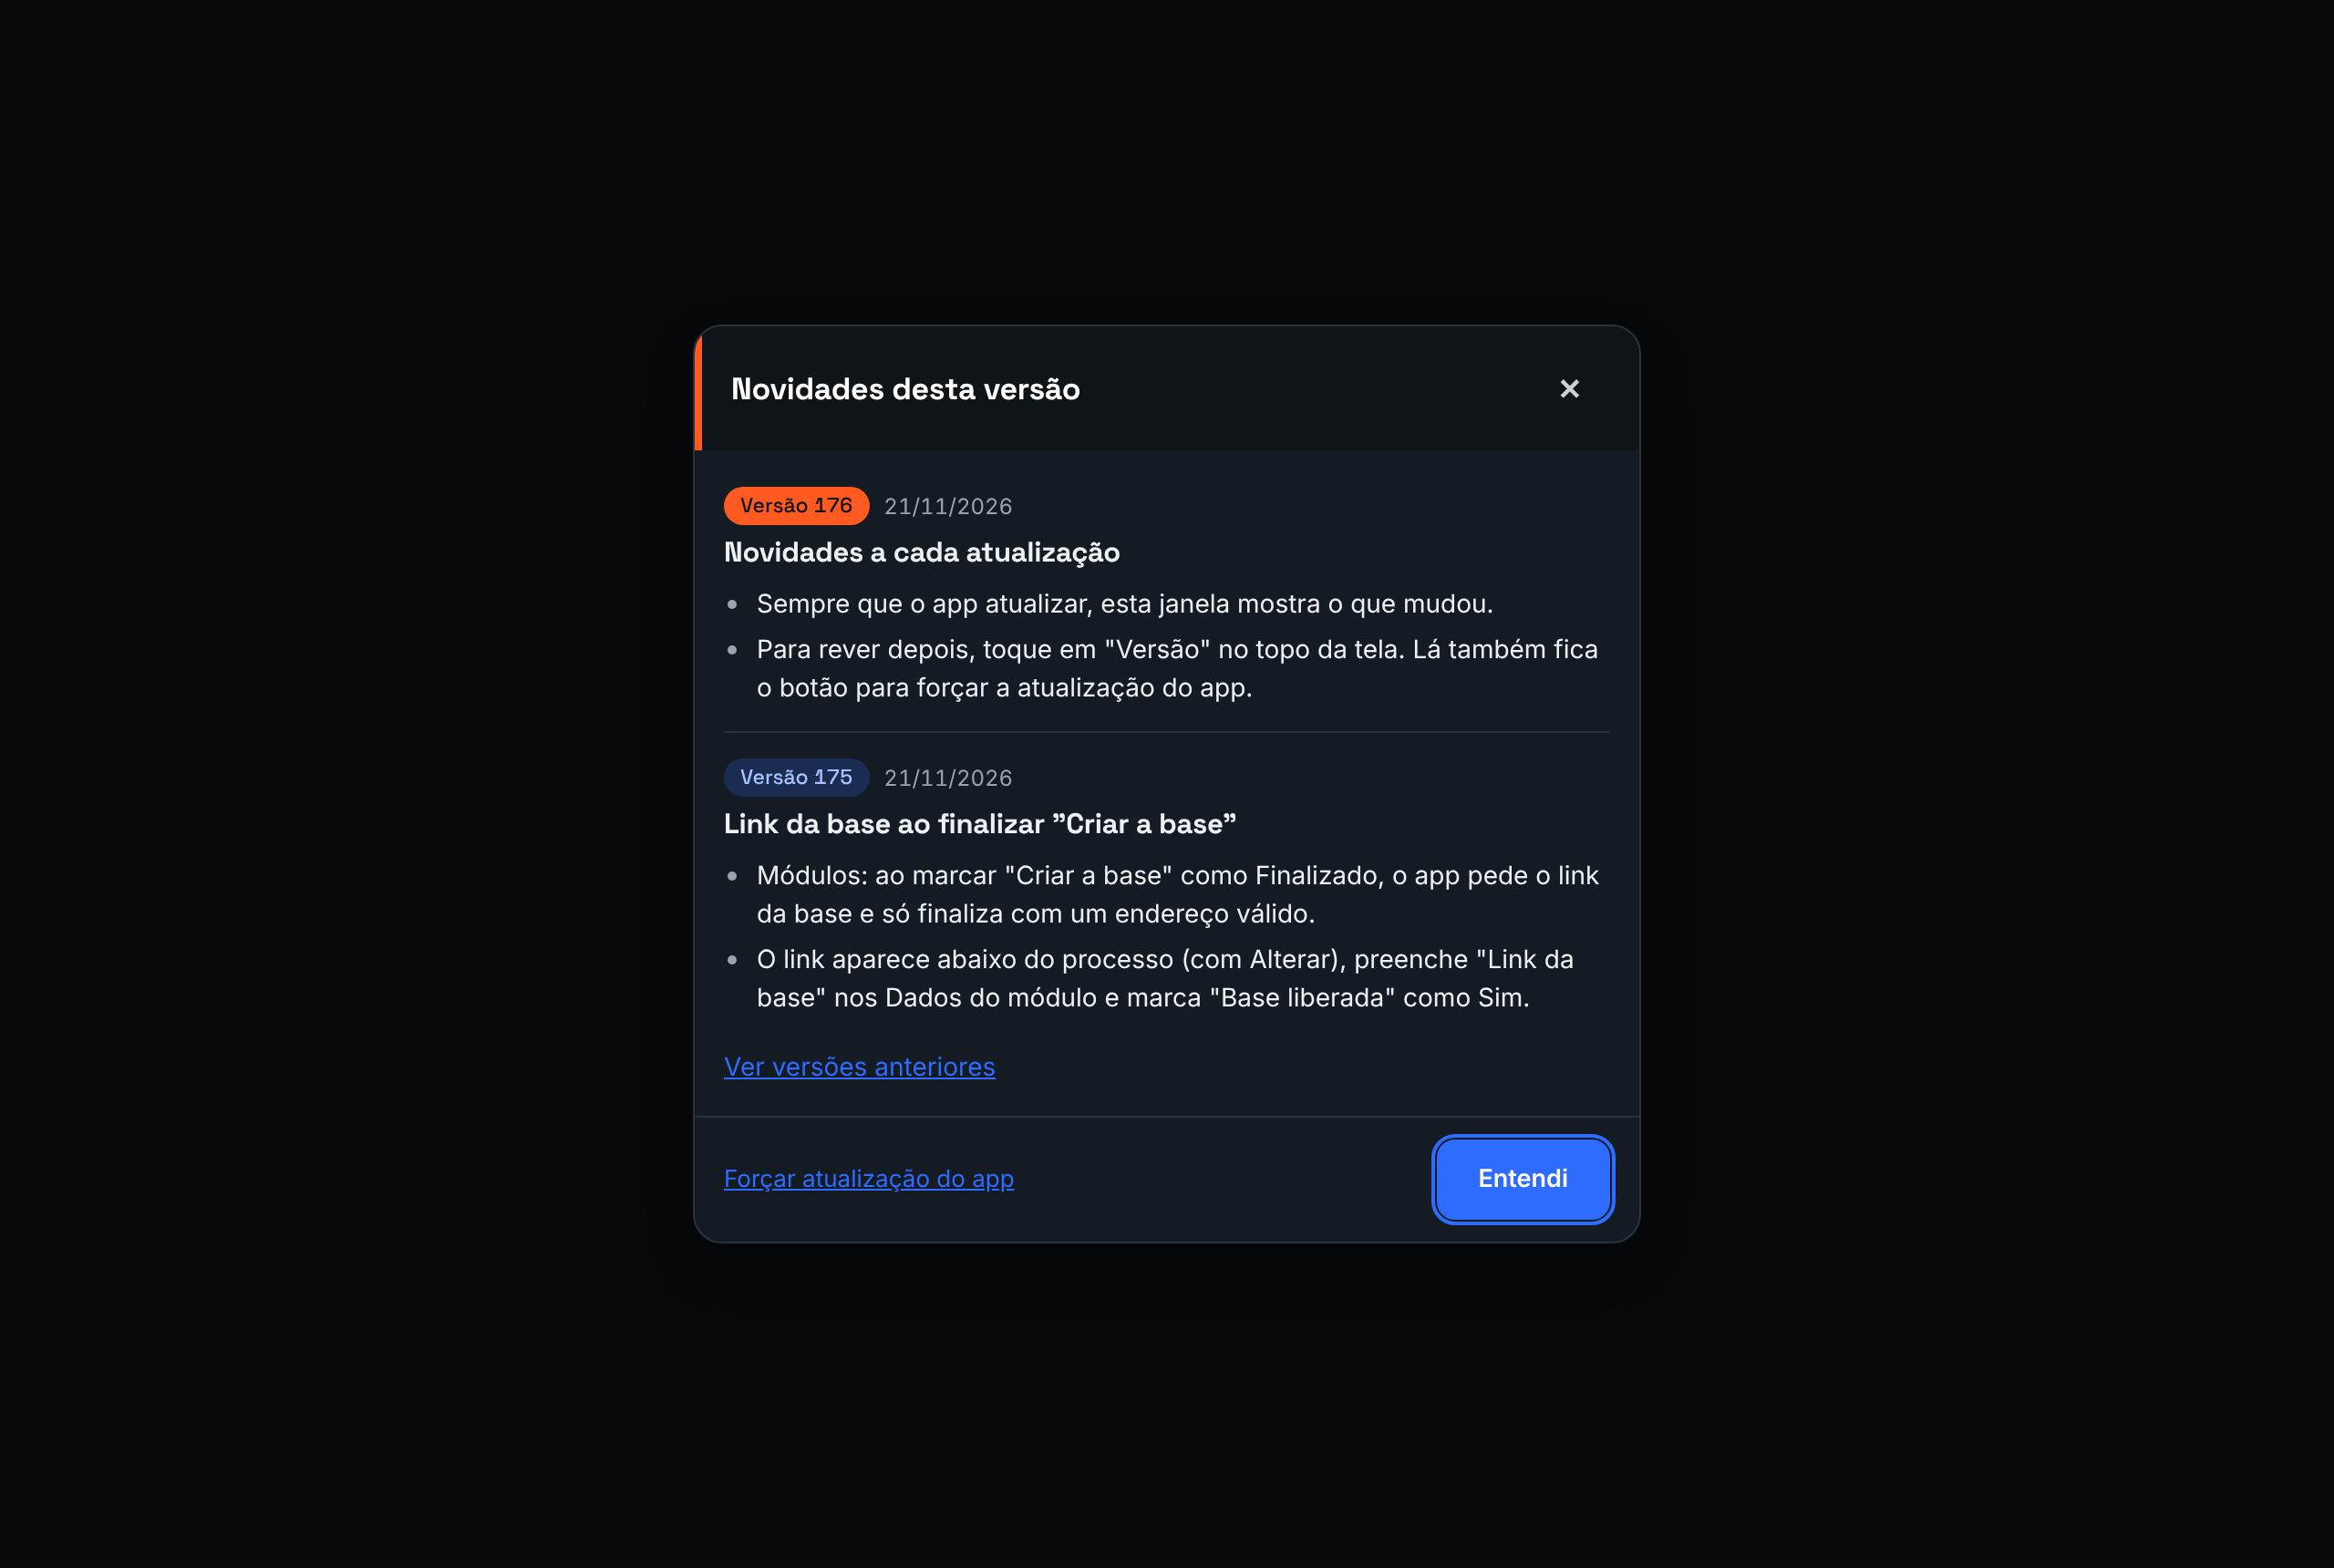 Novidades desta versão
✕
Versão 176 21/11/2026
Novidades a cada atualização
• Sempre que o app atualizar, esta janela mostra o que mudou.
• Para rever depois, toque em "Versão" no topo da tela. Lá também fica
o botão para forçar a atualização do app.
Versão 175 21/11/2026
Link da base ao finalizar "Criar a base"
• Módulos: ao marcar "Criar a base" como Finalizado, o app pede o link
da base e só finaliza com um endereço válido.
• O link aparece abaixo do processo (com Alterar), preenche "Link da
base" nos Dados do módulo e marca "Base liberada" como Sim.
Ver versões anteriores
Forçar atualização do app
Entendi